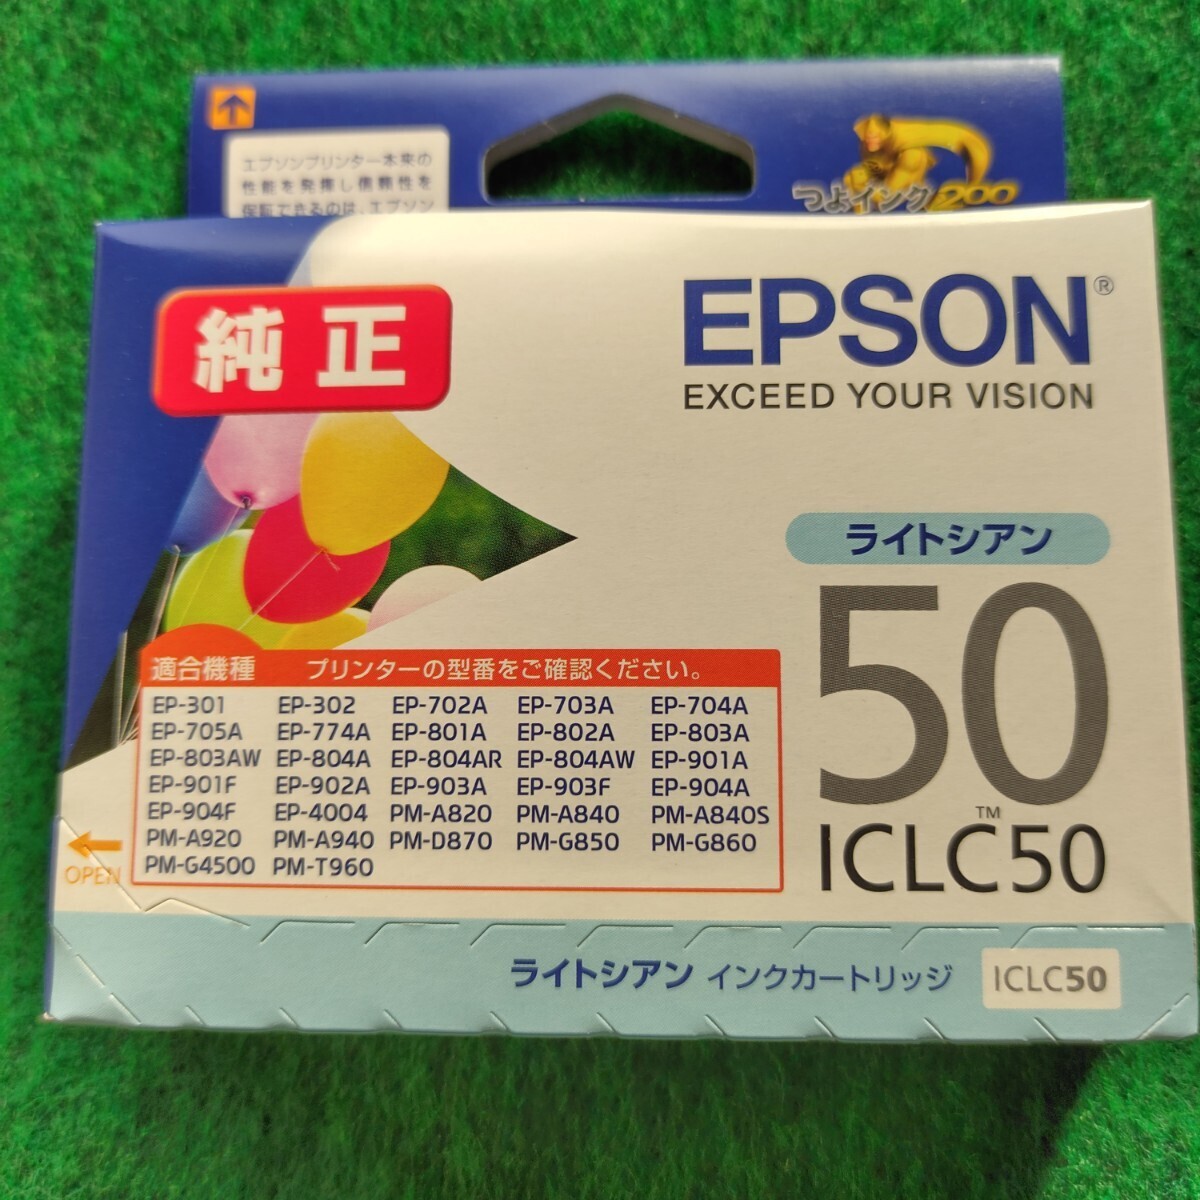 エプソンプリンター本来の
性能を発揮し信頼性を
保証できるのは、エプソン
つよインク200
純正
EPSON®
EXCEED YOUR VISION
ライトシアン
50
ICLC50™
適合機種 プリンターの型番をご確認ください。
EP-301 EP-302 EP-702A EP-703A EP-704A
EP-705A EP-774A EP-801A EP-802A EP-803A
EP-803AW EP-804A EP-804AR EP-804AW EP-901A
EP-901F EP-902A EP-903A EP-903F EP-904A
EP-904F EP-4004 PM-A820 PM-A840 PM-A840S
PM-A920 PM-A940 PM-D870 PM-G850 PM-G860
PM-G4500 PM-T960
OPEN
ライトシアン インクカートリッジ ICLC50